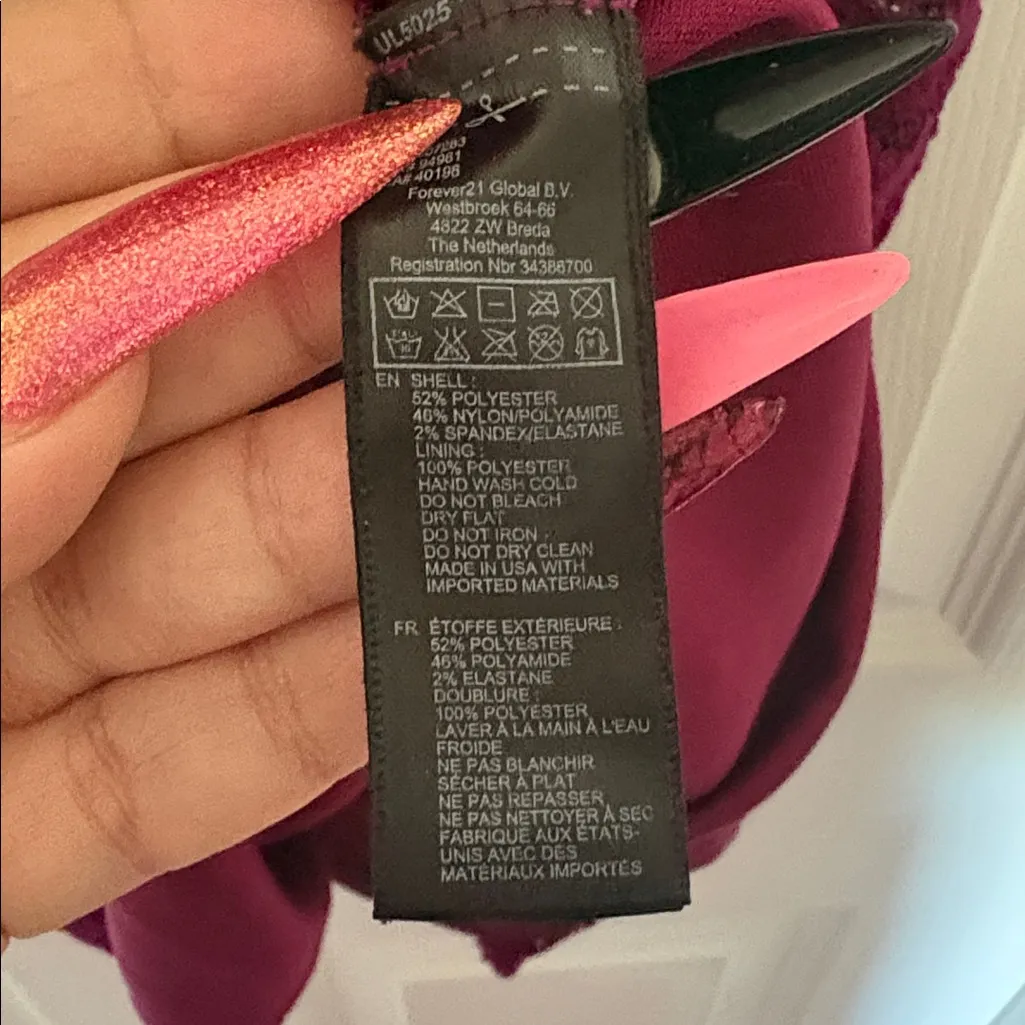 UL5025
94981
40198
Forever21 Global B.V.
Westbroek 64-66
4822 ZW Breda
The Netherlands
Registration Nbr 34386700
EN SHELL :
52% POLYESTER
46% NYLON/POLYAMIDE
2% SPANDEX/ELASTANE
LINING :
100% POLYESTER
HAND WASH COLD
DO NOT BLEACH
DRY FLAT
DO NOT IRON
DO NOT DRY CLEAN
MADE IN USA WITH
IMPORTED MATERIALS
FR ÉTOFFE EXTÉRIEURE :
52% POLYESTER
46% POLYAMIDE
2% ELASTANE
DOUBLURE :
100% POLYESTER
LAVER À LA MAIN À L'EAU
FROIDE
NE PAS BLANCHIR
SÉCHER À PLAT
NE PAS REPASSER
NE PAS NETTOYER À SEC
FABRIQUE AUX ÉTATS-
UNIS AVEC DES
MATÉRIAUX IMPORTÉS